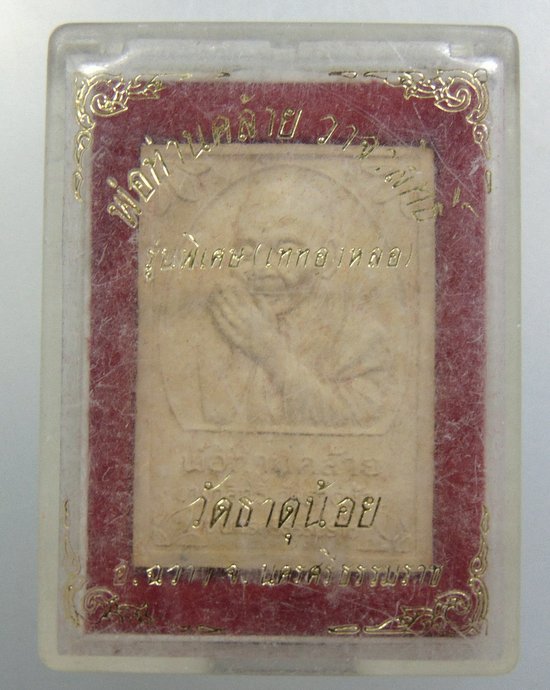 พ่อท่านคล้าย วาจาสิทธิ์
รุ่นพิเศษ (เททองหล่อ)
พ่อท่านคล้าย
วัดธาตุน้อย
อ.ฉวาง จ.นครศรีธรรมราช